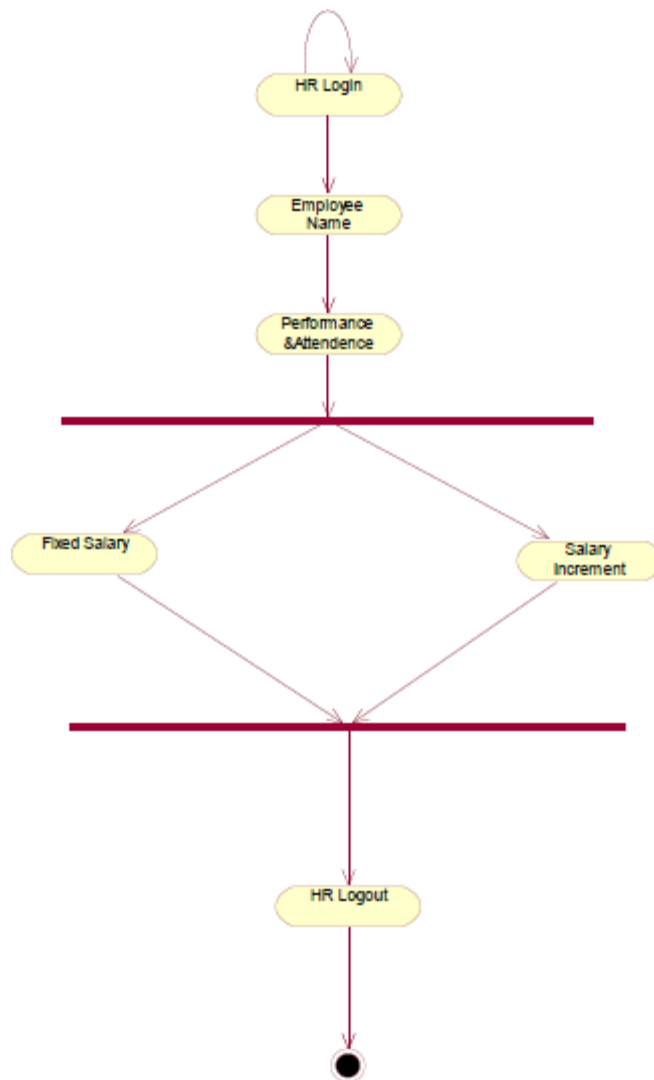 HR Login
Employee
Name
Performance
&Attendence
Fixed Salary
Salary
Increment
HR Logout